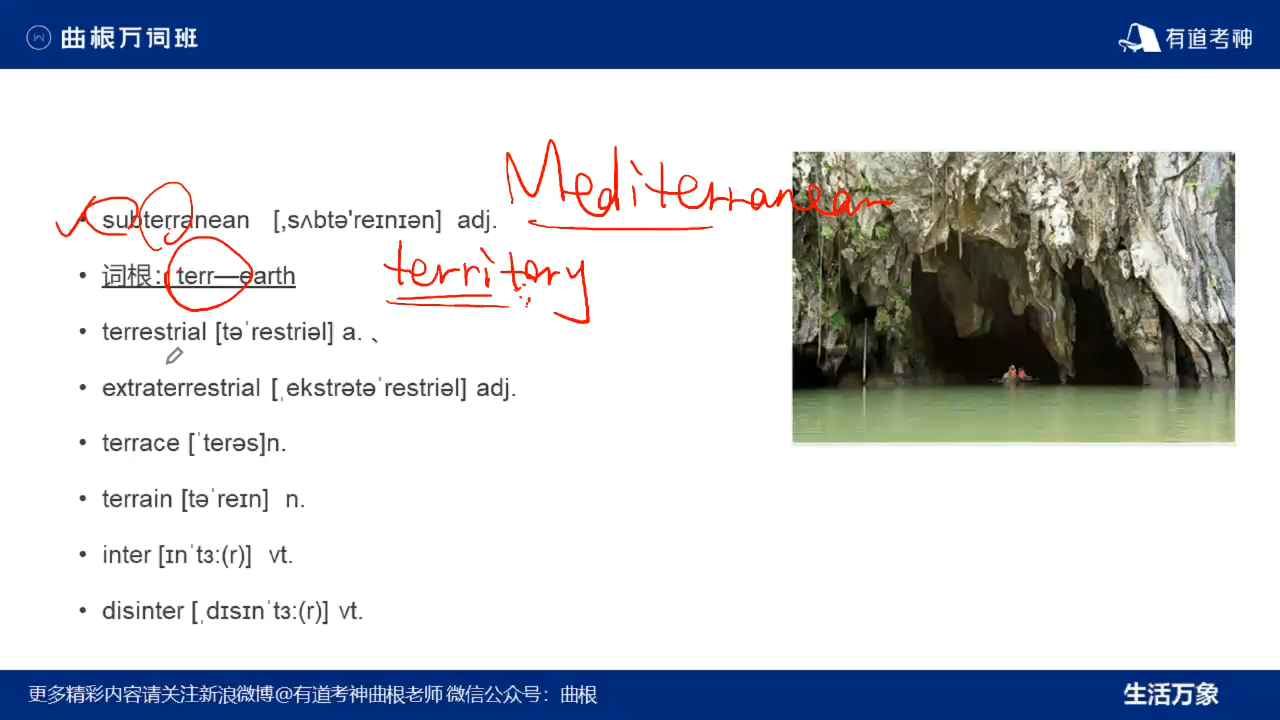 曲根万词班
有道考神
Mediterranean
• subterranean [,sʌbtə'reɪnɪən] adj.
• 词根：terr—earth
territory
• terrestrial [təˈrestriəl] a. 、
• extraterrestrial [ˌekstrətəˈrestriəl] adj.
• terrace [ˈterəs]n.
• terrain [təˈreɪn] n.
• inter [ɪnˈtɜ:(r)] vt.
• disinter [ˌdɪsɪnˈtɜ:(r)] vt.
更多精彩内容请关注新浪微博@有道考神曲根老师 微信公众号：曲根
生活万象